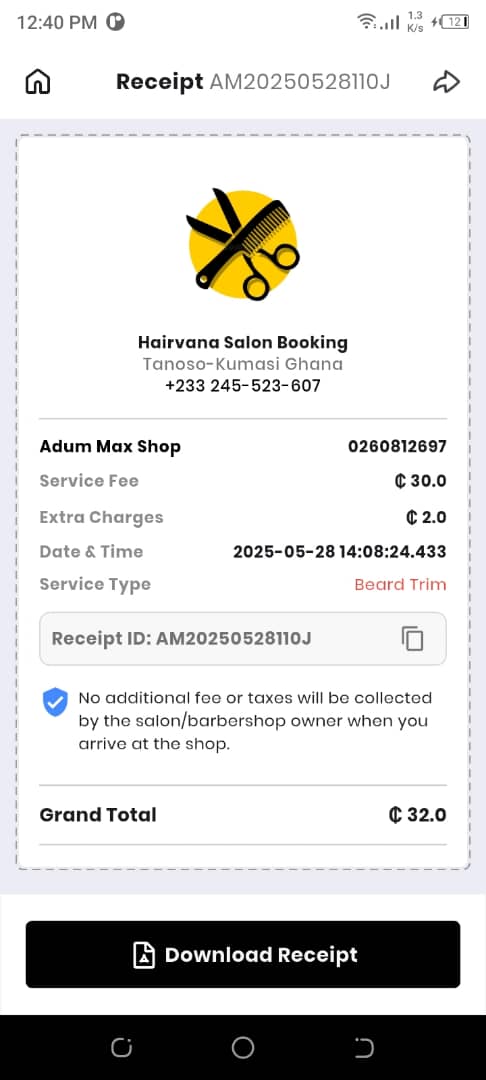 12:40 PM
1.3
K/s
12
Receipt AM20250528110J
Hairvana Salon Booking
Tanoso-Kumasi Ghana
+233 245-523-607
Adum Max Shop 0260812697
Service Fee ₵ 30.0
Extra Charges ₵ 2.0
Date & Time 2025-05-28 14:08:24.433
Service Type Beard Trim
Receipt ID: AM20250528110J
No additional fee or taxes will be collected
by the salon/barbershop owner when you
arrive at the shop.
Grand Total ₵ 32.0
Download Receipt